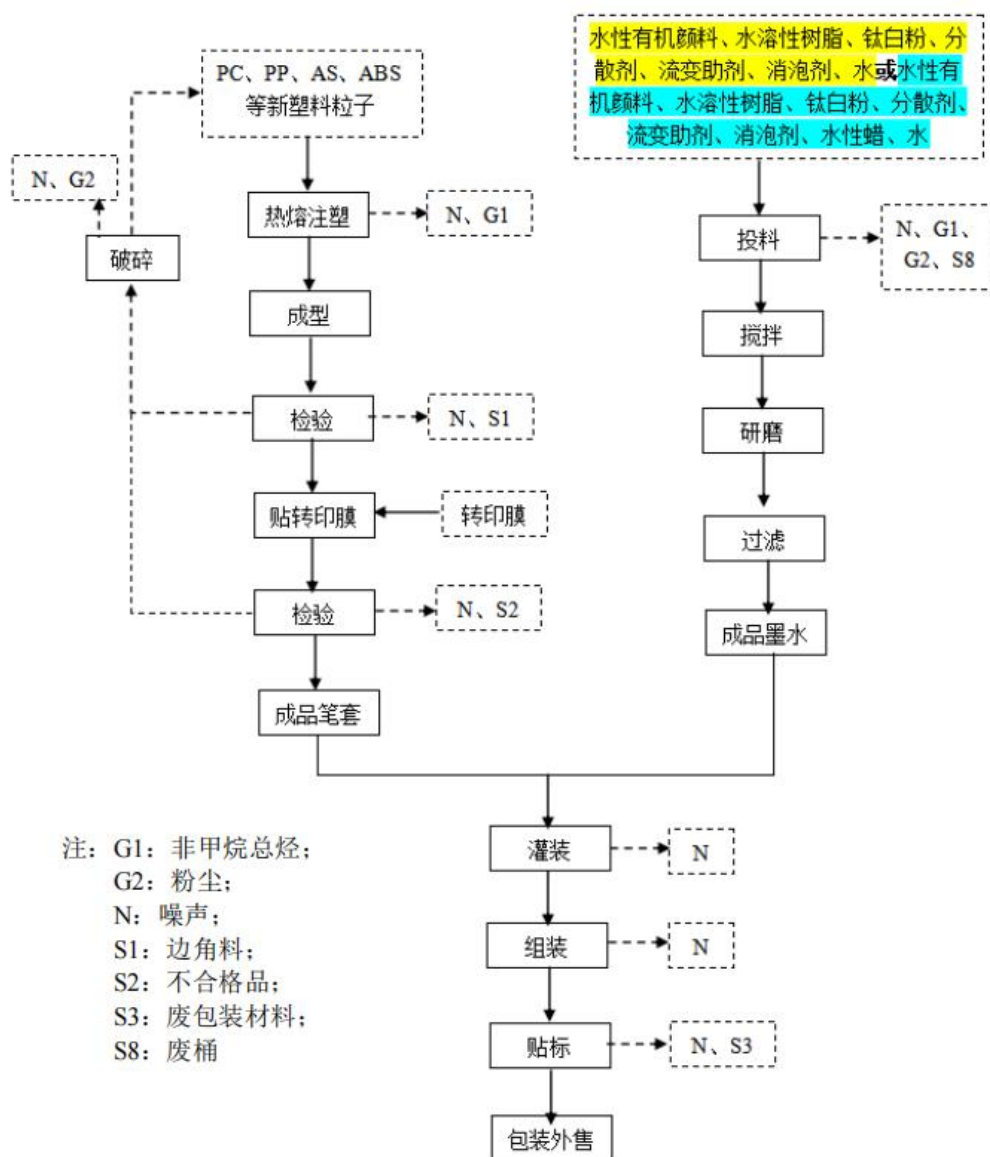 PC、PP、AS、ABS
等新塑料粒子
N、G2
破碎
热熔注塑
N、G1
成型
检验
N、S1
贴转印膜
转印膜
检验
N、S2
成品笔套
水性有机颜料、水溶性树脂、钛白粉、分
散剂、流变助剂、消泡剂、水或水性有
机颜料、水溶性树脂、钛白粉、分散剂、
流变助剂、消泡剂、水性蜡、水
投料
N、G1、
G2、S8
搅拌
研磨
过滤
成品墨水
灌装
N
组装
N
贴标
N、S3
包装外售
注：G1：非甲烷总烃；
G2：粉尘；
N：噪声；
S1：边角料；
S2：不合格品；
S3：废包装材料；
S8：废桶